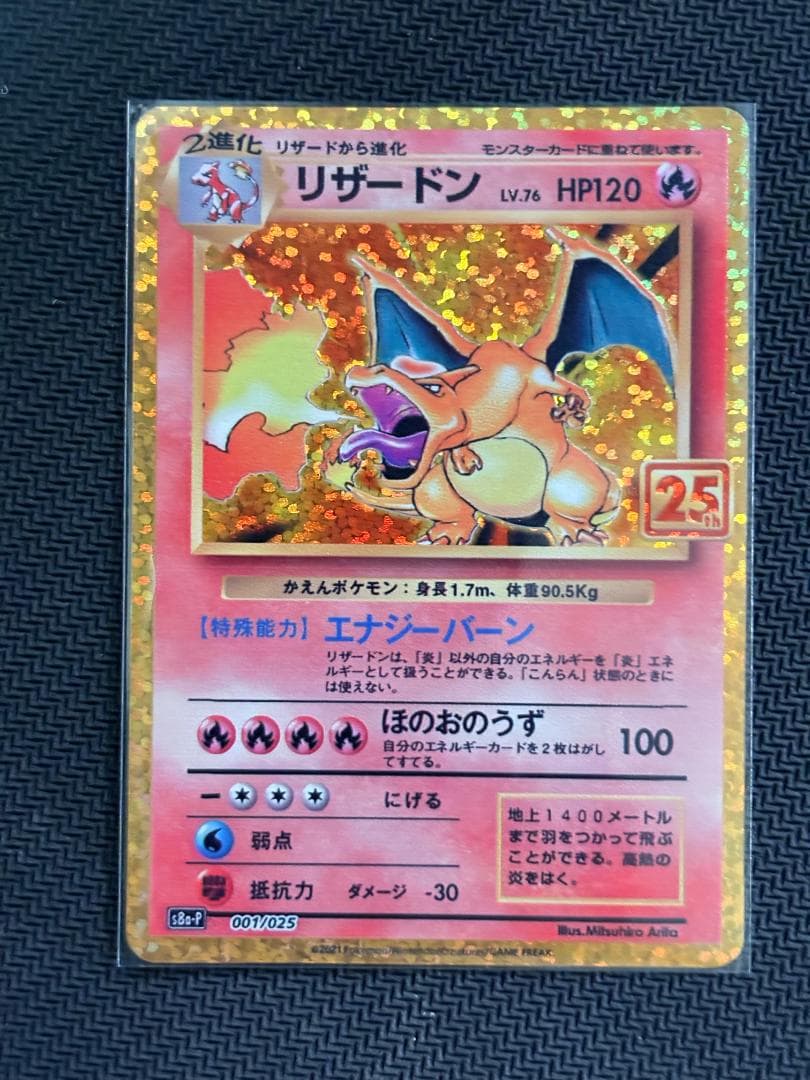 2進化 リザードから進化 モンスターカードに重ねて使います。
リザードン LV.76 HP120
25th
かえんポケモン：身長1.7m、体重90.5Kg
【特殊能力】エナジーバーン
リザードンは、「炎」以外の自分のエネルギーを「炎」エネ
ルギーとして扱うことができる。「こんらん」状態のときに
は使えない。
ほのおのうず 100
自分のエネルギーカードを2枚はがし
てすてる。
にげる
弱点
抵抗力 ダメージ -30
地上1400メートル
まで羽をつかって飛ぶ
ことができる。高熱の
炎をはく。
s8a-P 001/025
Illus.Mitsuhiro Arita
©2021 Pokémon/Nintendo/Creatures/GAME FREAK.